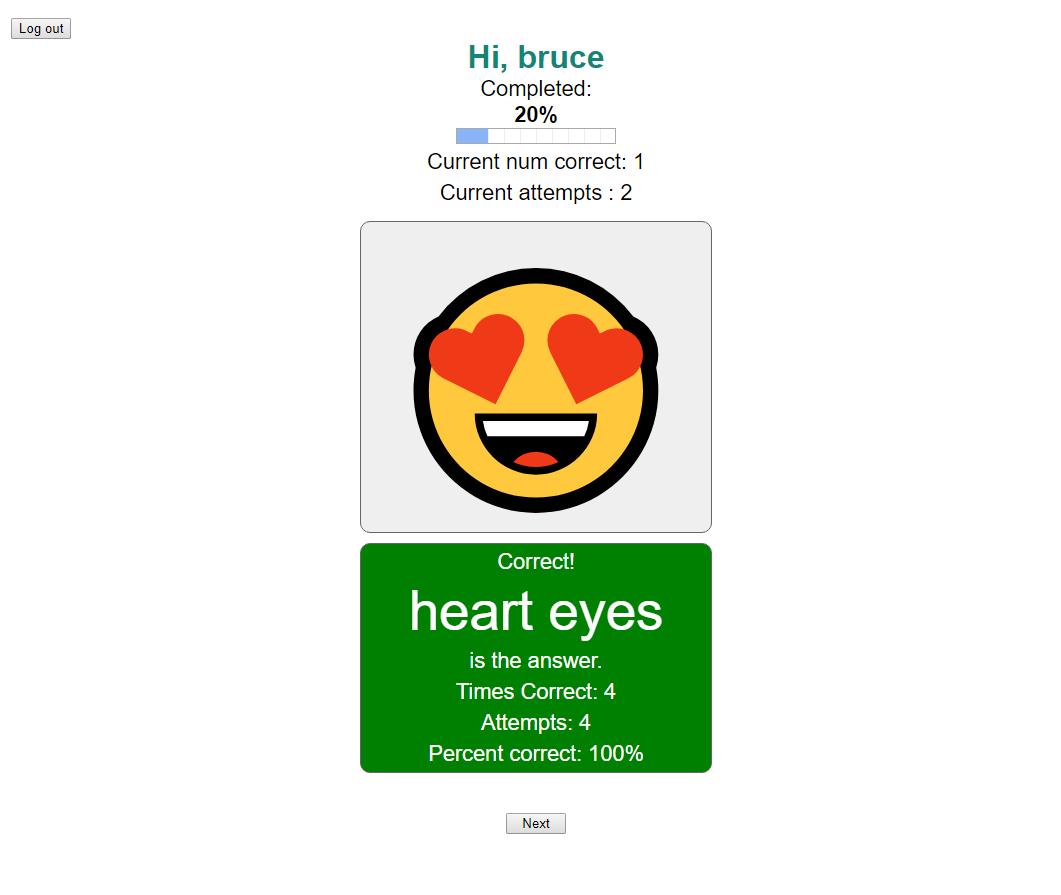 Log out
Hi, bruce
Completed:
20%
Current num correct: 1
Current attempts : 2
Correct!
heart eyes
is the answer.
Times Correct: 4
Attempts: 4
Percent correct: 100%
Next